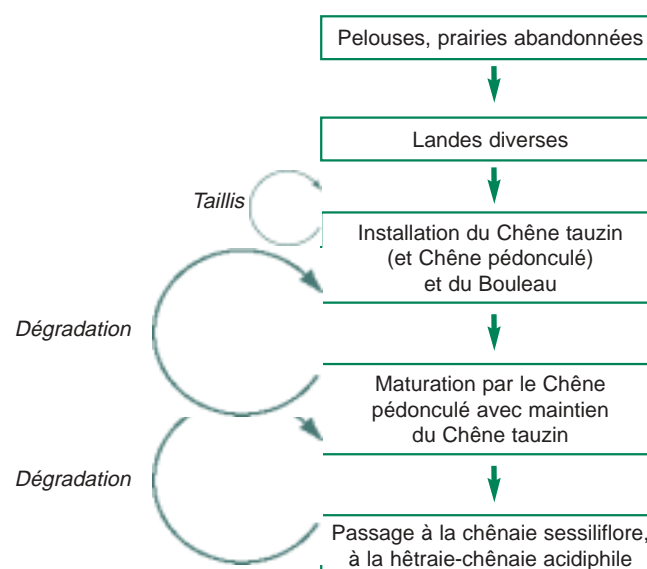 Pelouses, prairies abandonnées
Landes diverses
Taillis
Installation du Chêne tauzin
(et Chêne pédonculé)
et du Bouleau
Dégradation
Maturation par le Chêne
pédonculé avec maintien
du Chêne tauzin
Dégradation
Passage à la chênaie sessiliflore,
à la hêtraie-chênaie acidiphile